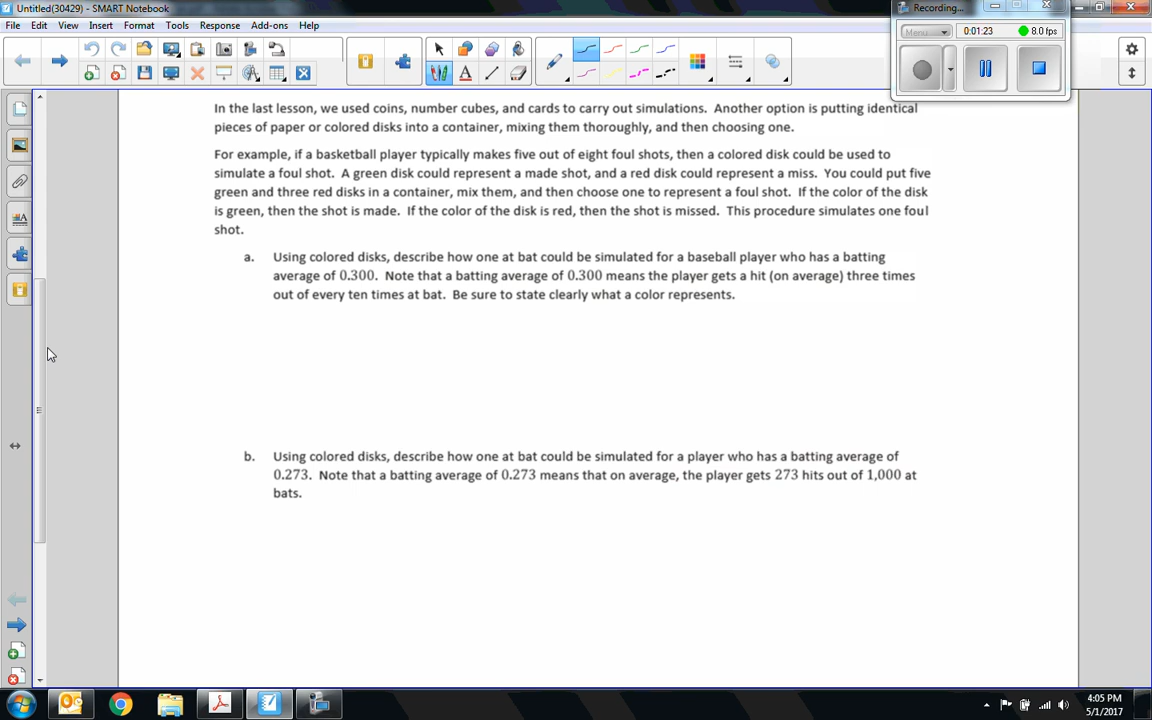 Untitled(30429) - SMART Notebook
Recording...
File Edit View Insert Format Tools Response Add-ons Help
Menu 0:01:23 8.0 fps
In the last lesson, we used coins, number cubes, and cards to carry out simulations. Another option is putting identical
pieces of paper or colored disks into a container, mixing them thoroughly, and then choosing one.
For example, if a basketball player typically makes five out of eight foul shots, then a colored disk could be used to
simulate a foul shot. A green disk could represent a made shot, and a red disk could represent a miss. You could put five
green and three red disks in a container, mix them, and then choose one to represent a foul shot. If the color of the disk
is green, then the shot is made. If the color of the disk is red, then the shot is missed. This procedure simulates one foul
shot.
a. Using colored disks, describe how one at bat could be simulated for a baseball player who has a batting
average of 0.300. Note that a batting average of 0.300 means the player gets a hit (on average) three times
out of every ten times at bat. Be sure to state clearly what a color represents.
b. Using colored disks, describe how one at bat could be simulated for a player who has a batting average of
0.273. Note that a batting average of 0.273 means that on average, the player gets 273 hits out of 1,000 at
bats.
4:05 PM
5/1/2017